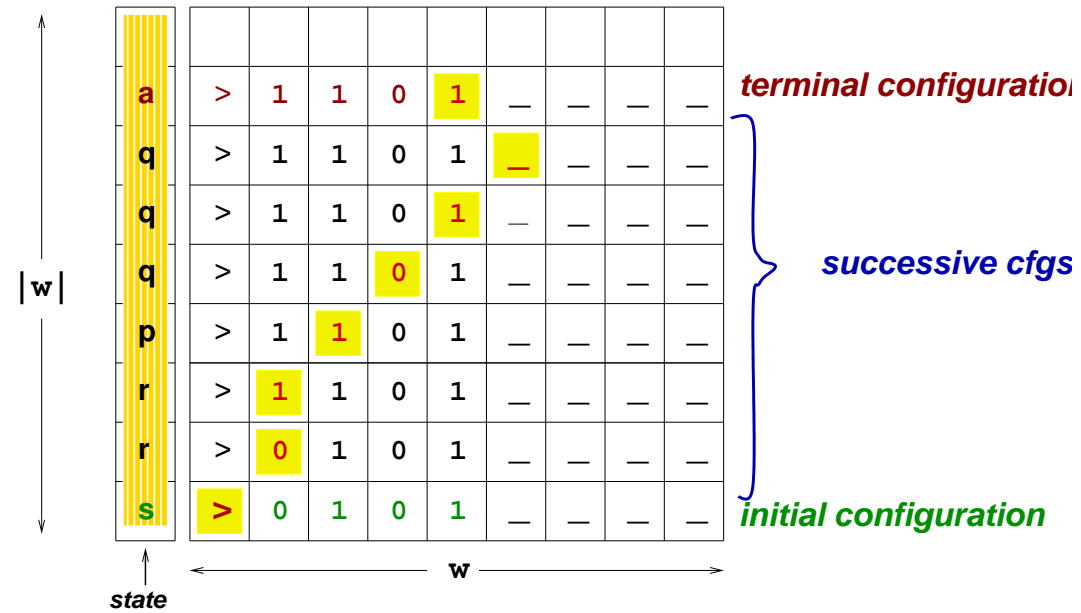 a > 1 1 0 1 _ _ _ _ terminal configuration
q > 1 1 0 1 _ _ _ _
q > 1 1 0 1 _ _ _ _
successive cfgs
|w| q > 1 1 0 1 _ _ _ _
p > 1 1 0 1 _ _ _ _
r > 1 1 0 1 _ _ _ _
r > 0 1 0 1 _ _ _ _
s > 0 1 0 1 _ _ _ _ initial configuration
w
state